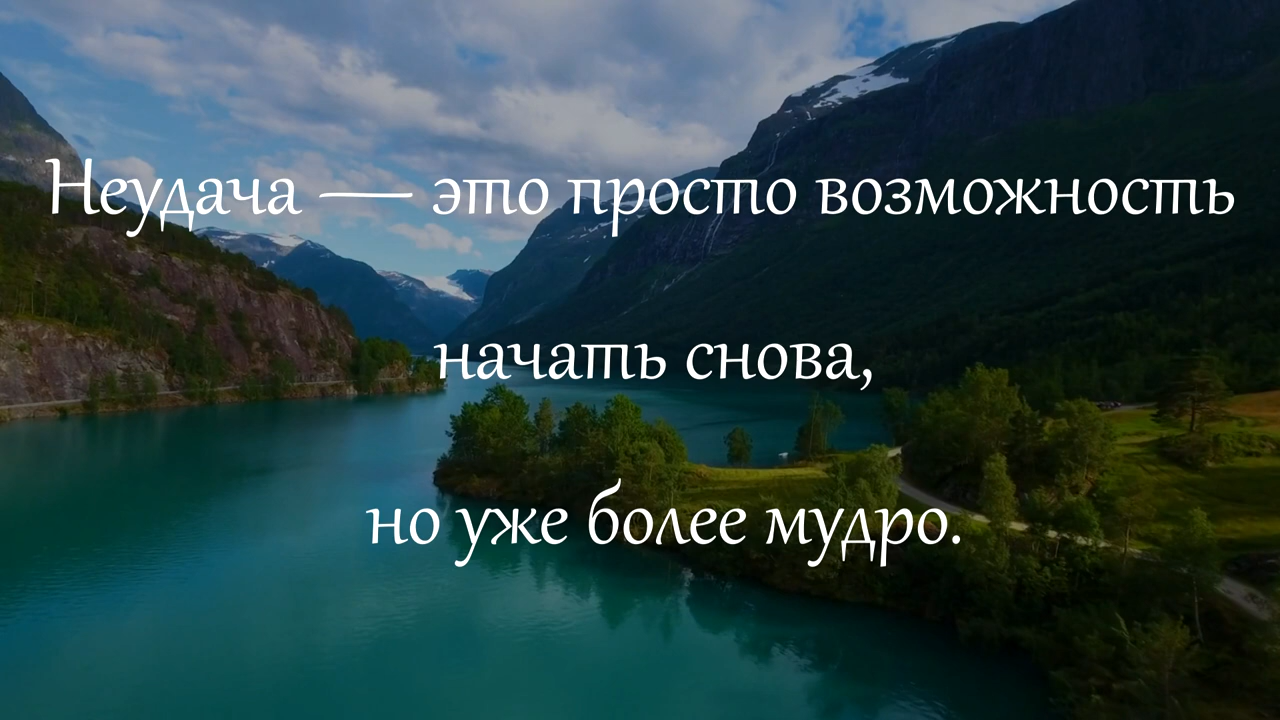 Неудача — это просто возможность
начать снова,
но уже более мудро.